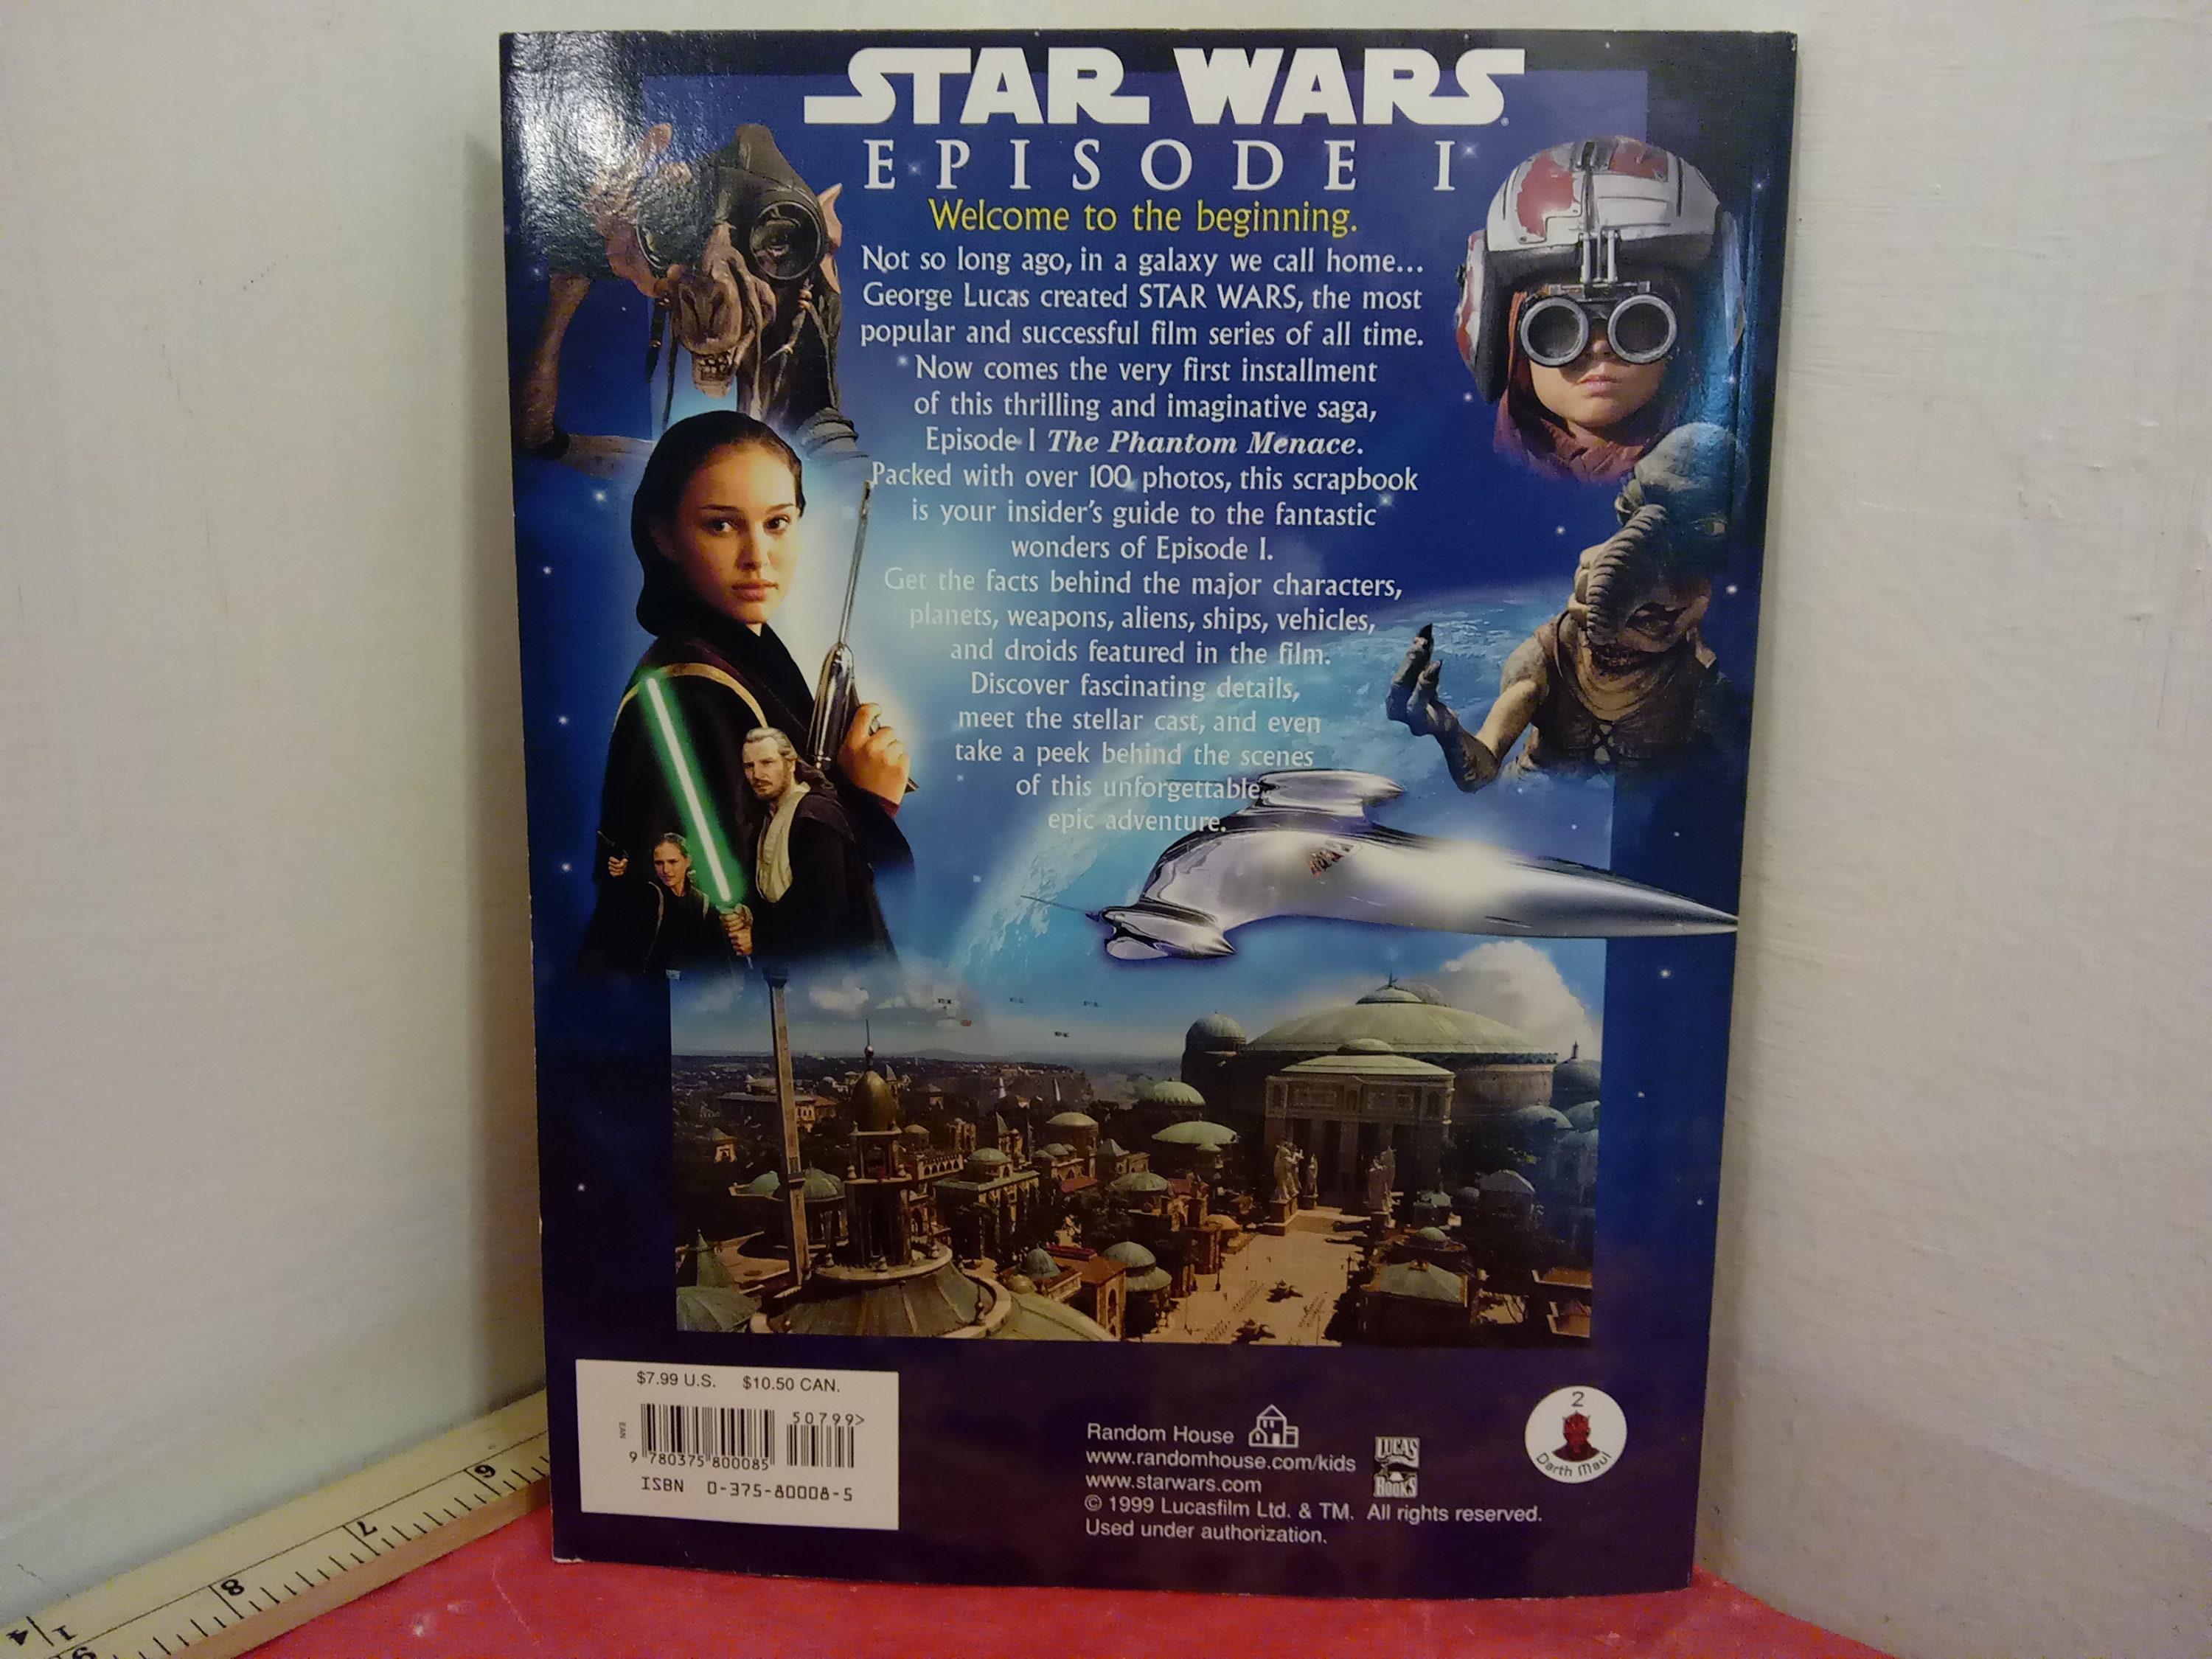 STAR WARS
EPISODE I
Welcome to the beginning.
Not so long ago, in a galaxy we call home...
George Lucas created STAR WARS, the most
popular and successful film series of all time.
Now comes the very first installment
of this thrilling and imaginative saga,
Episode I The Phantom Menace.
Packed with over 100 photos, this scrapbook
is your insider's guide to the fantastic
wonders of Episode I.
Get the facts behind the major characters,
planets, weapons, aliens, ships, vehicles,
and droids featured in the film.
Discover fascinating details,
meet the stellar cast, and even
take a peek behind the scenes
of this unforgettable
epic adventure.
$7.99 U.S. $10.50 CAN.
50799>
EAN
9 780375 800085
ISBN 0-375-80008-5
Random House
www.randomhouse.com/kids
www.starwars.com
© 1999 Lucasfilm Ltd. & TM. All rights reserved.
Used under authorization.
LUCAS
BOOKS
2
Darth Maul
6
7
8
9
1
4